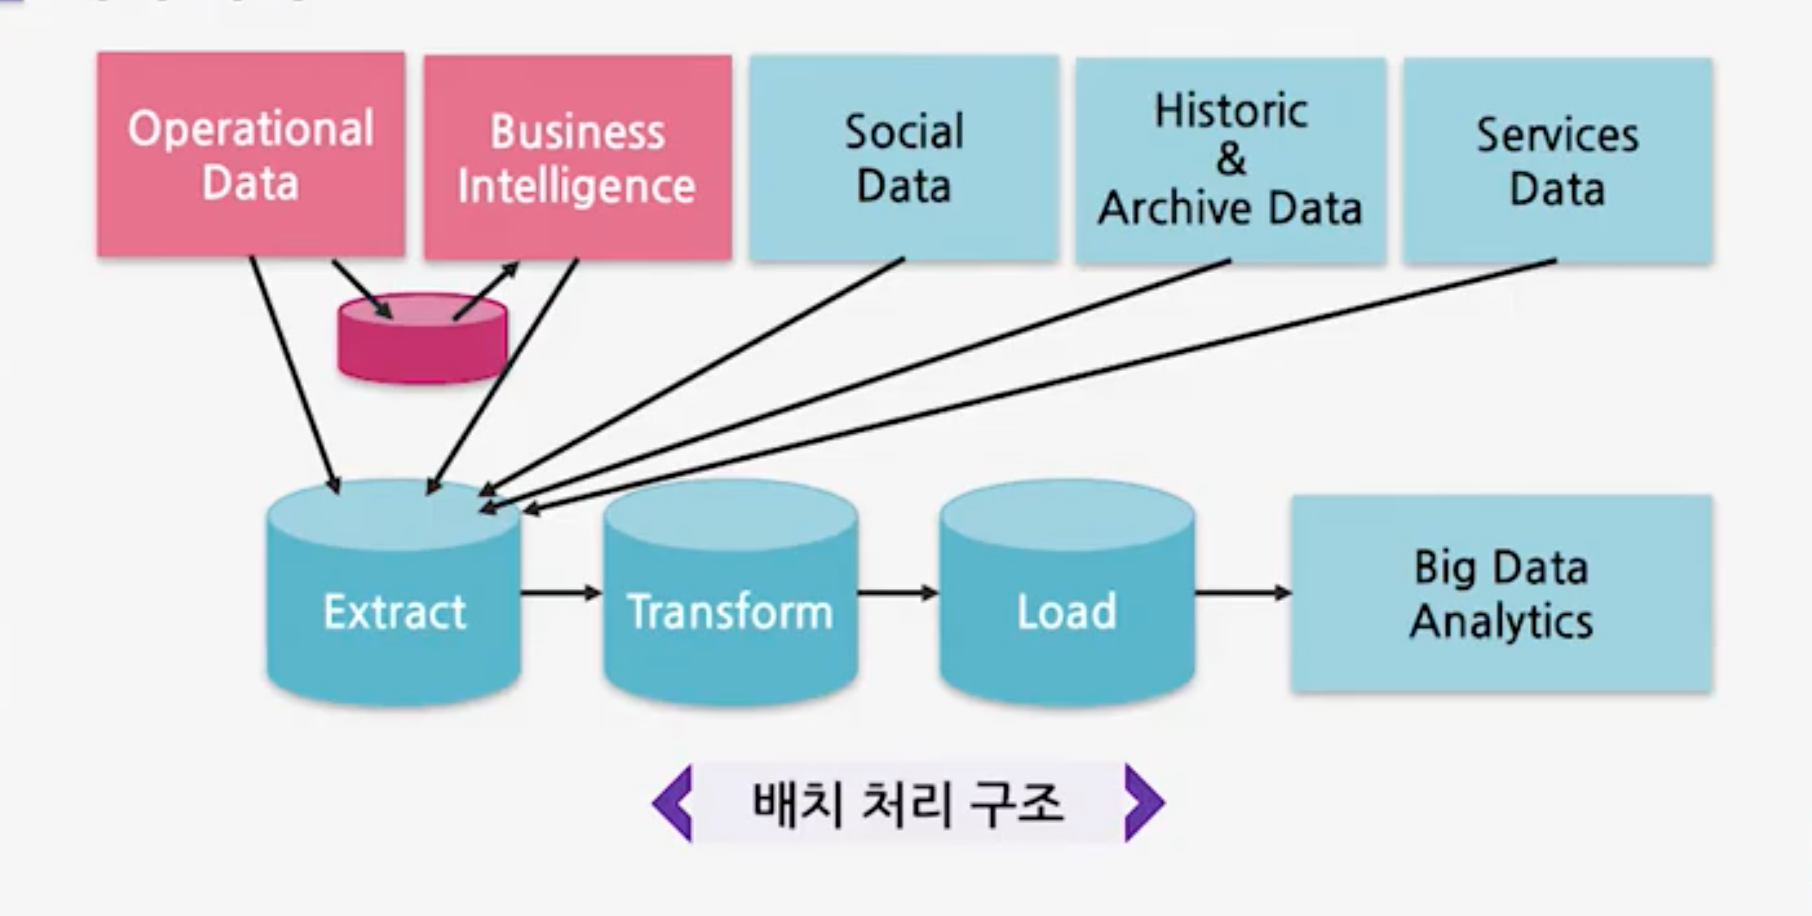 Operational
Data
Business
Intelligence
Social
Data
Historic
&
Archive Data
Services
Data
Extract
Transform
Load
Big Data
Analytics
배치 처리 구조